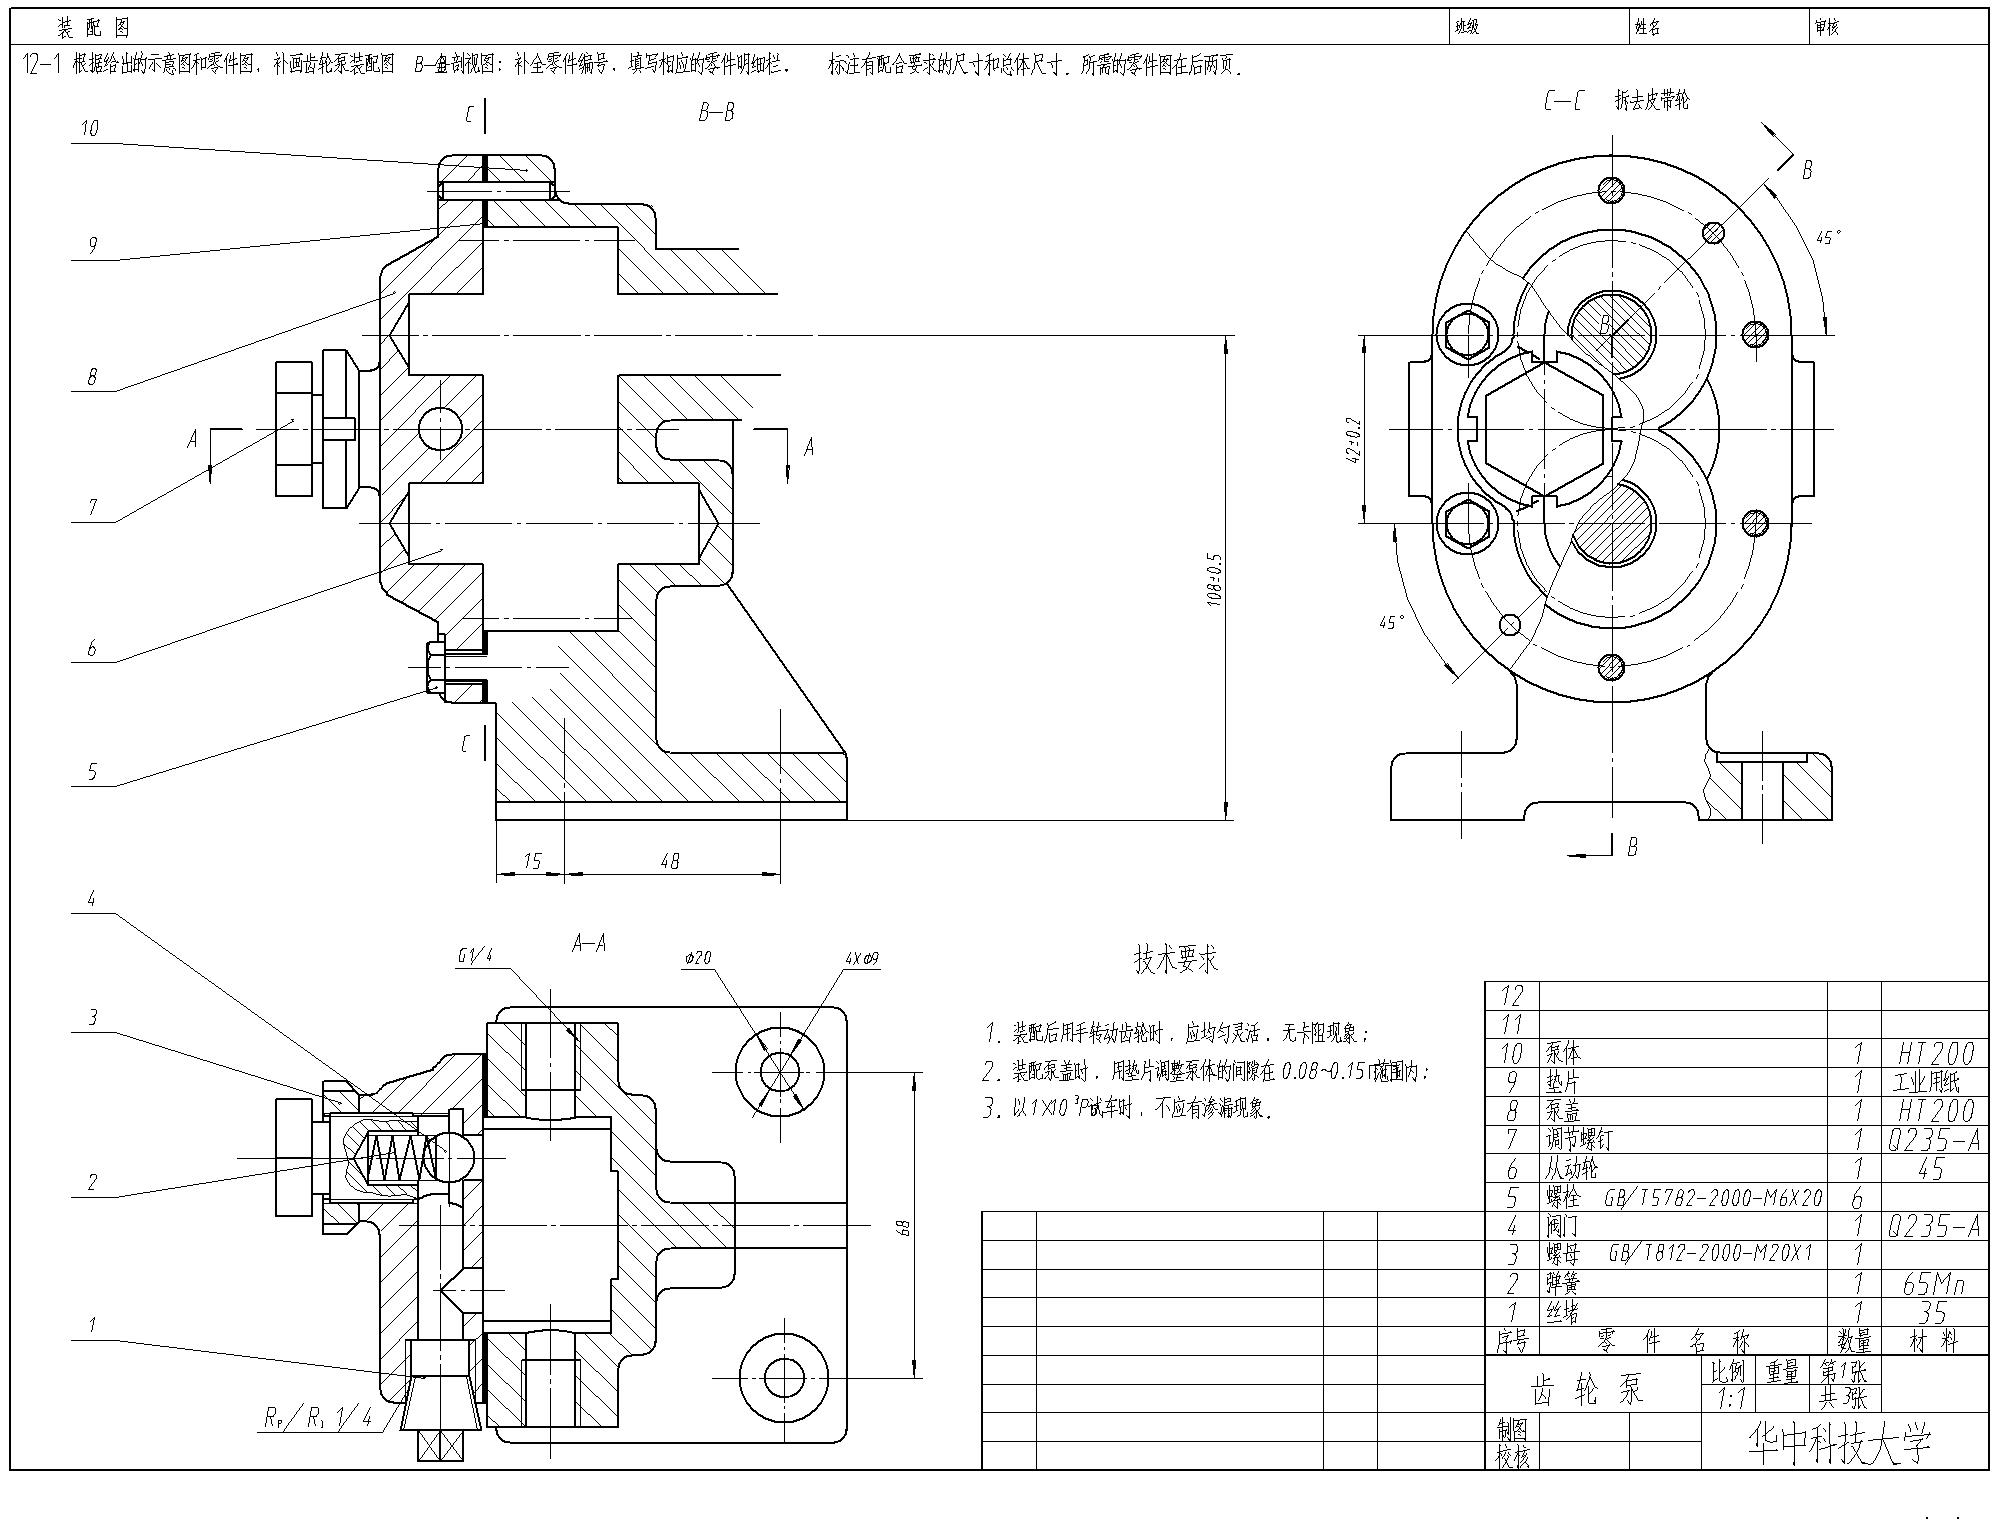 装 配 图 班级 姓名 审核
12-1 根据给出的示意图和零件图，补画齿轮泵装配图 B-B剖视图；补全零件编号，填写相应的零件明细栏， 标注有配合要求的尺寸和总体尺寸．所需的零件图在后两页．
C
B-B
C-C 拆去皮带轮
10
B
9
45°
B
8
A
A
7
42±0.2
108±0.5
6
45°
C
5
B
15
48
4
A-A
G1/4
Φ20
4XΦ9
3
2
68
1
Rp/R1 1/4
技术要求
1. 装配后用手转动齿轮时，应均匀灵活，无卡阻现象；
2. 装配泵盖时，用垫片调整泵体的间隙在 0.08~0.15 范围内；
3. 以1X10 试车时，不应有渗漏现象．
12
11
10 泵体 1 HT200
9 垫片 1 工业用纸
8 泵盖 1 HT200
7 调节螺钉 1 Q235-A
6 从动轮 1 45
5 螺栓 GB/T5782-2000-M6X20 6
4 阀门 1 Q235-A
3 螺母 GB/T812-2000-M20X1 1
2 弹簧 1 65Mn
1 丝堵 1 35
序号 零 件 名 称 数量 材 料
齿 轮 泵 比例 重量 第1张
1:1 共3张
制图 华中科技大学
校核